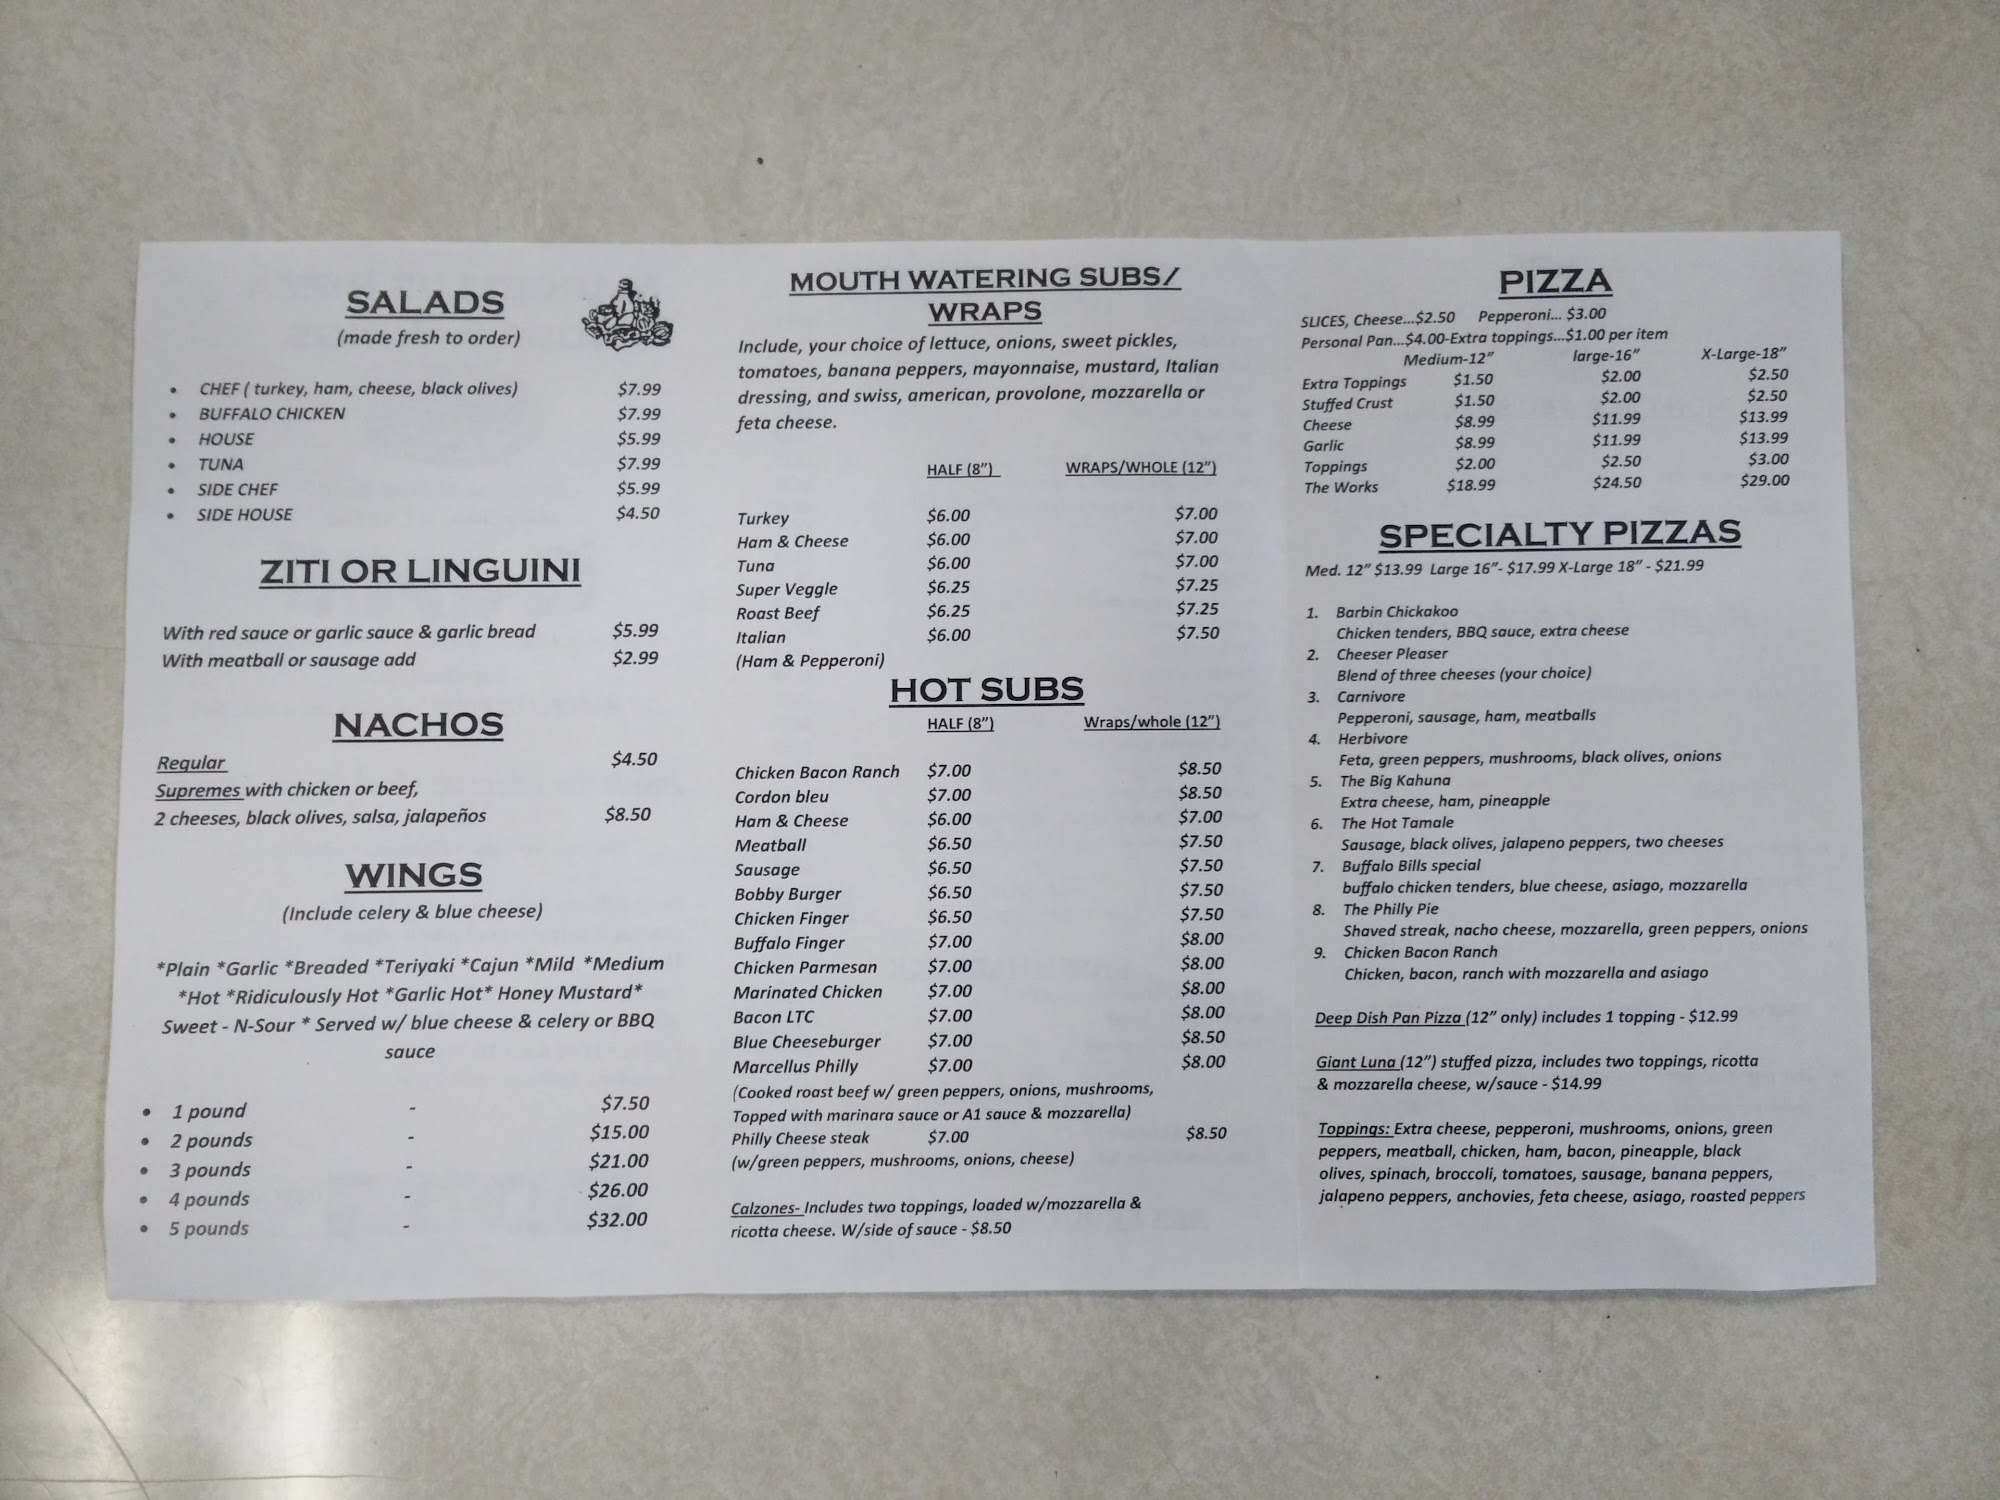 SALADS
(made fresh to order)
• CHEF ( turkey, ham, cheese, black olives) $7.99
• BUFFALO CHICKEN $7.99
• HOUSE $5.99
• TUNA $7.99
• SIDE CHEF $5.99
• SIDE HOUSE $4.50
ZITI OR LINGUINI
With red sauce or garlic sauce & garlic bread $5.99
With meatball or sausage add $2.99
NACHOS
Regular $4.50
Supremes with chicken or beef,
2 cheeses, black olives, salsa, jalapeños $8.50
WINGS
(Include celery & blue cheese)
*Plain *Garlic *Breaded *Teriyaki *Cajun *Mild *Medium
*Hot *Ridiculously Hot *Garlic Hot* Honey Mustard*
Sweet - N-Sour * Served w/ blue cheese & celery or BBQ
sauce
• 1 pound - $7.50
• 2 pounds - $15.00
• 3 pounds - $21.00
• 4 pounds - $26.00
• 5 pounds - $32.00
MOUTH WATERING SUBS/
WRAPS
Include, your choice of lettuce, onions, sweet pickles,
tomatoes, banana peppers, mayonnaise, mustard, Italian
dressing, and swiss, american, provolone, mozzarella or
feta cheese.
HALF (8") WRAPS/WHOLE (12")
Turkey $6.00 $7.00
Ham & Cheese $6.00 $7.00
Tuna $6.00 $7.00
Super Veggle $6.25 $7.25
Roast Beef $6.25 $7.25
Italian $6.00 $7.50
(Ham & Pepperoni)
HOT SUBS
HALF (8") Wraps/whole (12")
Chicken Bacon Ranch $7.00 $8.50
Cordon bleu $7.00 $8.50
Ham & Cheese $6.00 $7.00
Meatball $6.50 $7.50
Sausage $6.50 $7.50
Bobby Burger $6.50 $7.50
Chicken Finger $6.50 $7.50
Buffalo Finger $7.00 $8.00
Chicken Parmesan $7.00 $8.00
Marinated Chicken $7.00 $8.00
Bacon LTC $7.00 $8.00
Blue Cheeseburger $7.00 $8.50
Marcellus Philly $7.00 $8.00
(Cooked roast beef w/ green peppers, onions, mushrooms,
Topped with marinara sauce or A1 sauce & mozzarella)
Philly Cheese steak $7.00 $8.50
(w/green peppers, mushrooms, onions, cheese)
Calzones- Includes two toppings, loaded w/mozzarella &
ricotta cheese. W/side of sauce - $8.50
PIZZA
SLICES, Cheese...$2.50 Pepperoni... $3.00
Personal Pan...$4.00-Extra toppings...$1.00 per item
Medium-12" large-16" X-Large-18"
Extra Toppings $1.50 $2.00 $2.50
Stuffed Crust $1.50 $2.00 $2.50
Cheese $8.99 $11.99 $13.99
Garlic $8.99 $11.99 $13.99
Toppings $2.00 $2.50 $3.00
The Works $18.99 $24.50 $29.00
SPECIALTY PIZZAS
Med. 12" $13.99 Large 16"- $17.99 X-Large 18" - $21.99
1. Barbin Chickakoo
Chicken tenders, BBQ sauce, extra cheese
2. Cheeser Pleaser
Blend of three cheeses (your choice)
3. Carnivore
Pepperoni, sausage, ham, meatballs
4. Herbivore
Feta, green peppers, mushrooms, black olives, onions
5. The Big Kahuna
Extra cheese, ham, pineapple
6. The Hot Tamale
Sausage, black olives, jalapeno peppers, two cheeses
7. Buffalo Bills special
buffalo chicken tenders, blue cheese, asiago, mozzarella
8. The Philly Pie
Shaved streak, nacho cheese, mozzarella, green peppers, onions
9. Chicken Bacon Ranch
Chicken, bacon, ranch with mozzarella and asiago
Deep Dish Pan Pizza (12" only) includes 1 topping - $12.99
Giant Luna (12") stuffed pizza, includes two toppings, ricotta
& mozzarella cheese, w/sauce - $14.99
Toppings: Extra cheese, pepperoni, mushrooms, onions, green
peppers, meatball, chicken, ham, bacon, pineapple, black
olives, spinach, broccoli, tomatoes, sausage, banana peppers,
jalapeno peppers, anchovies, feta cheese, asiago, roasted peppers